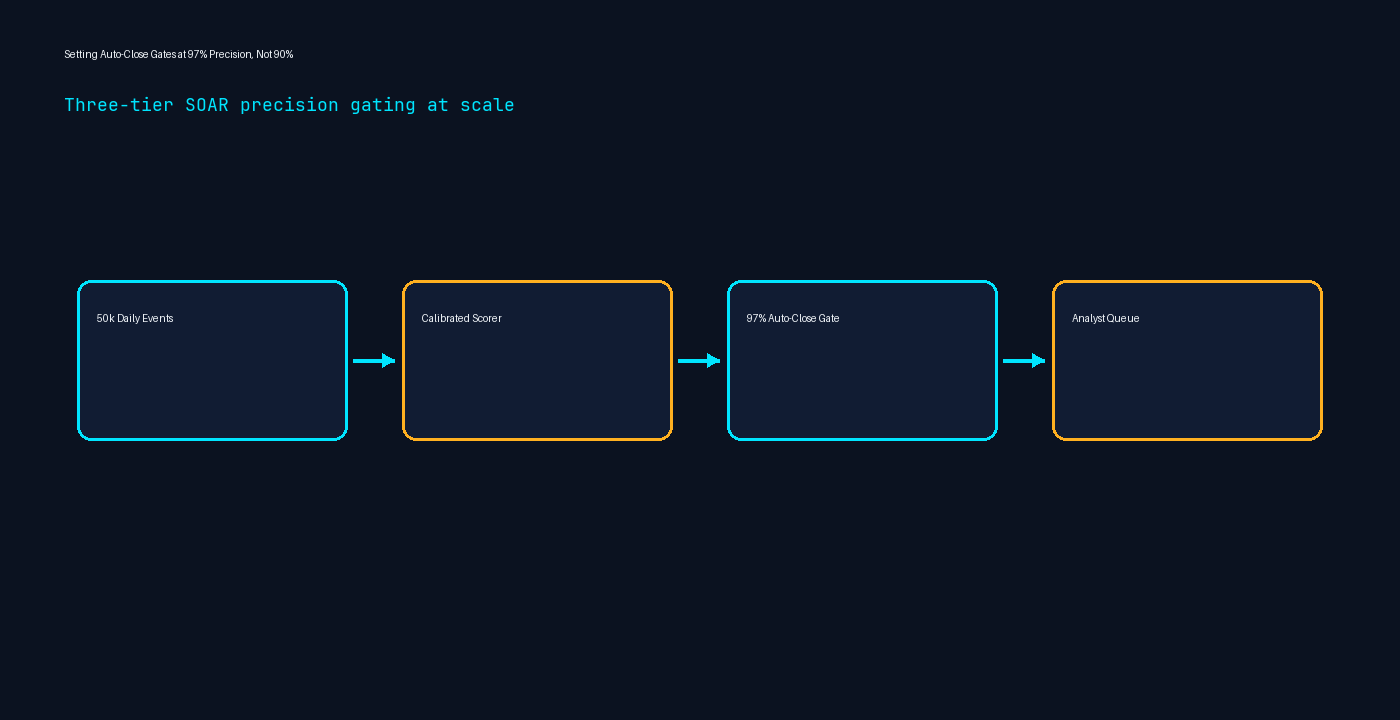 Setting Auto-Close Gates at 97% Precision, Not 90%
Three-tier SOAR precision gating at scale
50k Daily Events
Calibrated Scorer
97% Auto-Close Gate
Analyst Queue